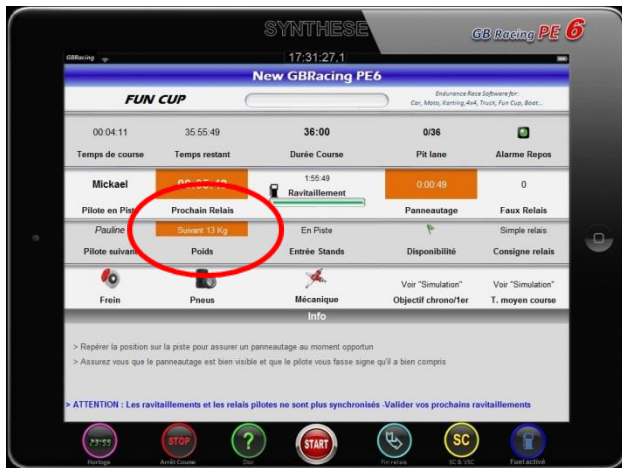 SYNTHESE
GB Racing PE 6
GBRacing
17:31:27,1
New GBRacing PE6
FUN CUP
Endurance Race Software for:
Car, Moto, Karting, 4x4, Truck, Fun Cup, Boat...
00:04:11 35:55:49 36:00 0/36
Temps de course Temps restant Durée Course Pit lane Alarme Repos
Mickael 1:55:49 Ravitaillement 0:00:49 0
Pilote en Piste Prochain Relais Panneautage Faux Relais
Pauline Suivant 13 Kg En Piste Simple relais
Pilote suivant Poids Entrée Stands Disponibilité Consigne relais
Voir "Simulation" Voir "Simulation"
Frein Pneus Mécanique Objectif chrono/1er T. moyen course
Info
> Repérer la position sur la piste pour assurer un panneautage au moment opportun
> Assurez vous que le panneautage est bien visible et que le pilote vous fasse signe qu'il a bien compris
> ATTENTION : Les ravitaillements et les relais pilotes ne sont plus synchronisés -Valider vos prochains ravitaillements
23:59 STOP ? START SC
Horloge Arrêt Course Doc Fin relais SC & VSC Fuel activé